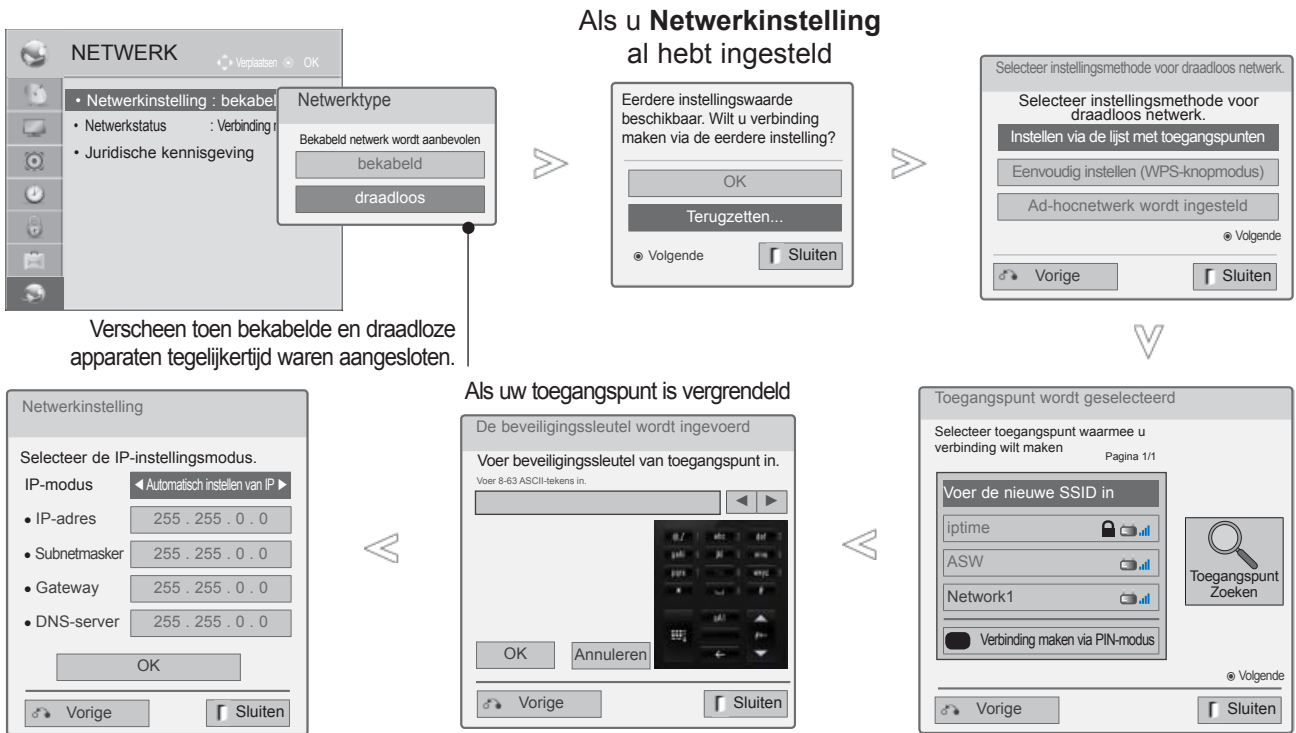 NETWERK
Verplaatsen OK
• Netwerkinstelling : bekabel
• Netwerkstatus : Verbinding
• Juridische kennisgeving
Netwerktype
Bekabeld netwerk wordt aanbevolen
bekabeld
draadloos
Verscheen toen bekabelde en draadloze
apparaten tegelijkertijd waren aangesloten.
Als u Netwerkinstelling
al hebt ingesteld
Eerdere instellingswaarde
beschikbaar. Wilt u verbinding
maken via de eerdere instelling?
OK
Terugzetten...
Volgende
Sluiten
Selecteer instellingsmethode voor draadloos netwerk.
Selecteer instellingsmethode voor
draadloos netwerk.
Instellen via de lijst met toegangspunten
Eenvoudig instellen (WPS-knopmodus)
Ad-hocnetwerk wordt ingesteld
Volgende
Vorige
Sluiten
Toegangspunt wordt geselecteerd
Selecteer toegangspunt waarmee u
verbinding wilt maken
Pagina 1/1
Voer de nieuwe SSID in
iptime
ASW
Network1
Verbinding maken via PIN-modus
Toegangspunt
Zoeken
Volgende
Vorige
Sluiten
Als uw toegangspunt is vergrendeld
De beveiligingssleutel wordt ingevoerd
Voer beveiligingssleutel van toegangspunt in.
Voer 8-63 ASCII-tekens in.
OK
Annuleren
Vorige
Sluiten
Netwerkinstelling
Selecteer de IP-instellingsmodus.
IP-modus ◀ Automatisch instellen van IP ▶
• IP-adres 255 . 255 . 0 . 0
• Subnetmasker 255 . 255 . 0 . 0
• Gateway 255 . 255 . 0 . 0
• DNS-server 255 . 255 . 0 . 0
OK
Vorige
Sluiten